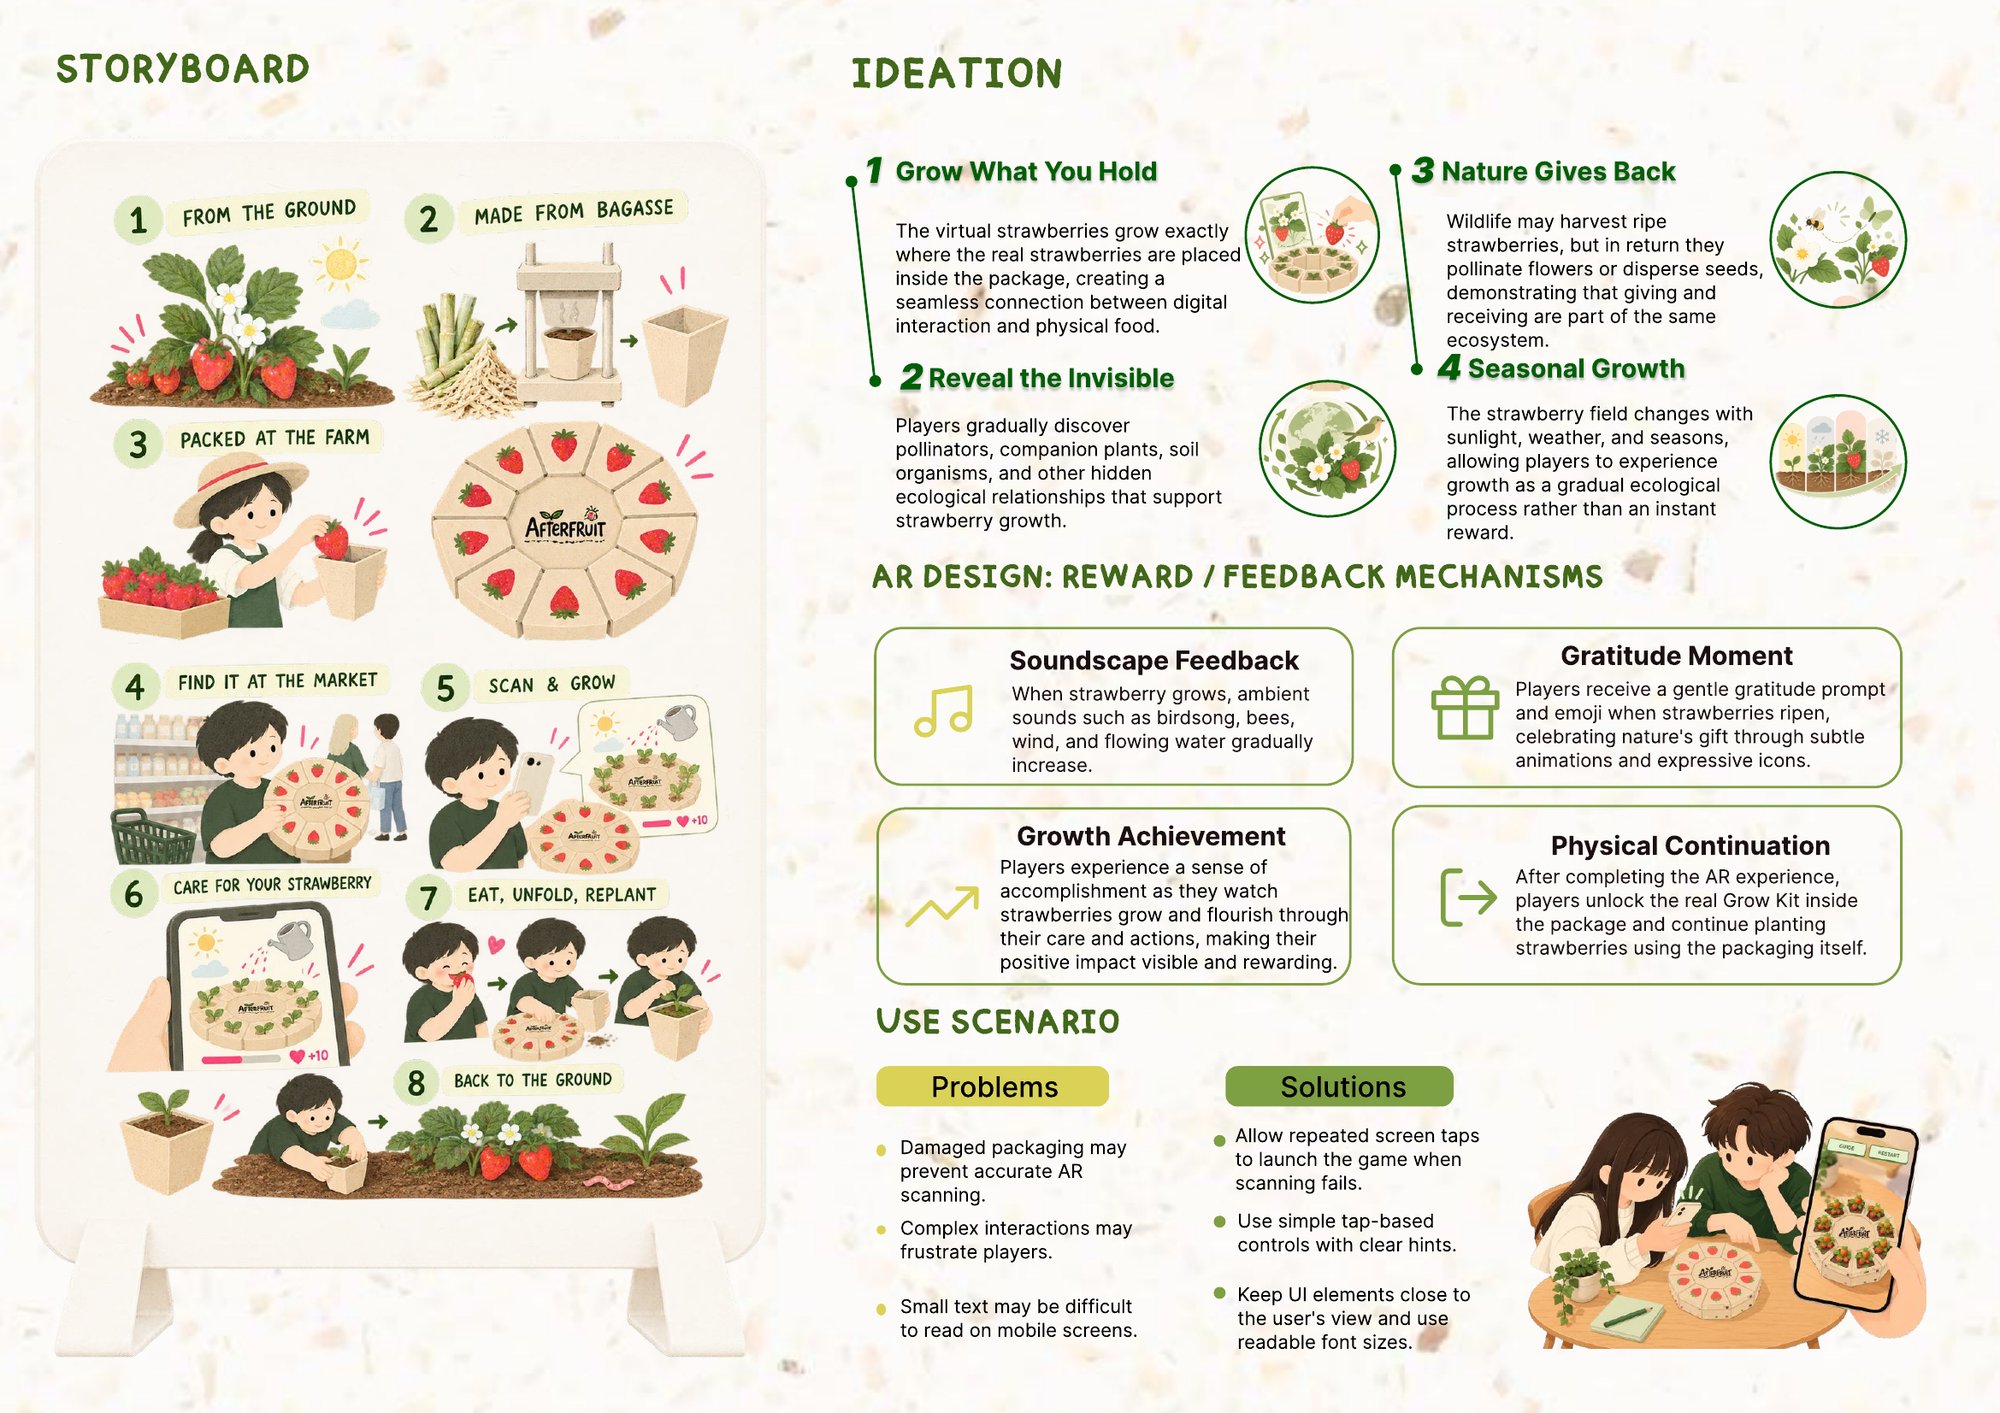 STORYBOARD
1 FROM THE GROUND
2 MADE FROM BAGASSE
3 PACKED AT THE FARM
AFTERFRUIT
4 FIND IT AT THE MARKET
AFTERFRUIT
5 SCAN & GROW
AFTERFRUIT
+10
AFTERFRUIT
6 CARE FOR YOUR STRAWBERRY
AFTERFRUIT
+10
7 EAT, UNFOLD, REPLANT
AFTERFRUIT
8 BACK TO THE GROUND
IDEATION
1 Grow What You Hold
The virtual strawberries grow exactly
where the real strawberries are placed
inside the package, creating a
seamless connection between digital
interaction and physical food.
2 Reveal the Invisible
Players gradually discover
pollinators, companion plants, soil
organisms, and other hidden
ecological relationships that support
strawberry growth.
3 Nature Gives Back
Wildlife may harvest ripe
strawberries, but in return they
pollinate flowers or disperse seeds,
demonstrating that giving and
receiving are part of the same
ecosystem.
4 Seasonal Growth
The strawberry field changes with
sunlight, weather, and seasons,
allowing players to experience
growth as a gradual ecological
process rather than an instant
reward.
AR DESIGN: REWARD / FEEDBACK MECHANISMS
Soundscape Feedback
When strawberry grows, ambient
sounds such as birdsong, bees,
wind, and flowing water gradually
increase.
Gratitude Moment
Players receive a gentle gratitude prompt
and emoji when strawberries ripen,
celebrating nature's gift through subtle
animations and expressive icons.
Growth Achievement
Players experience a sense of
accomplishment as they watch
strawberries grow and flourish through
their care and actions, making their
positive impact visible and rewarding.
Physical Continuation
After completing the AR experience,
players unlock the real Grow Kit inside
the package and continue planting
strawberries using the packaging itself.
USE SCENARIO
Problems
Damaged packaging may
prevent accurate AR
scanning.
Complex interactions may
frustrate players.
Small text may be difficult
to read on mobile screens.
Solutions
Allow repeated screen taps
to launch the game when
scanning fails.
Use simple tap-based
controls with clear hints.
Keep UI elements close to
the user's view and use
readable font sizes.
GUIDE
RESTART
AFTERFRUIT
AFTERFRUIT